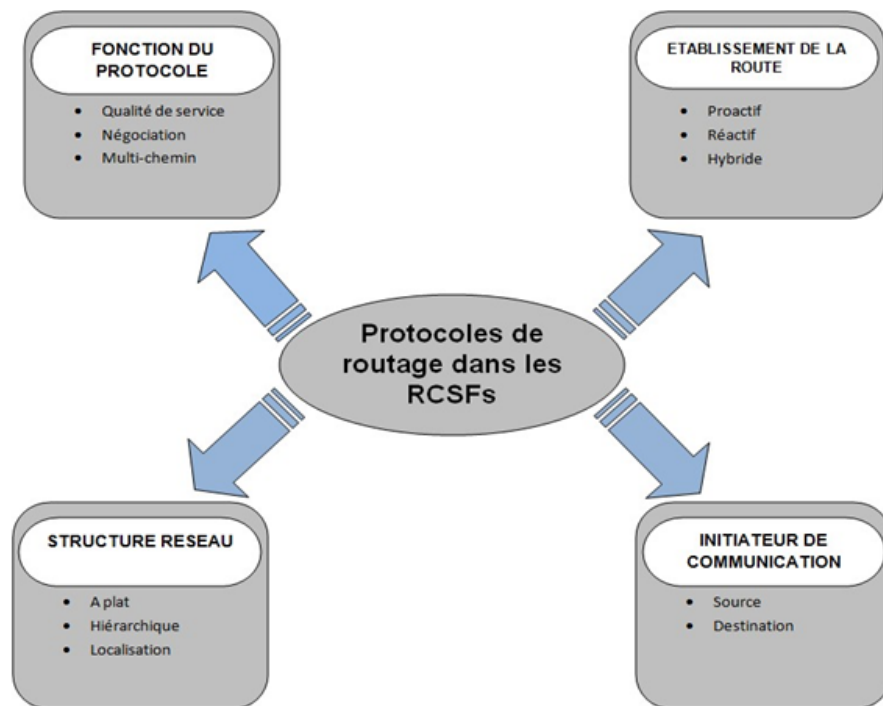 FONCTION DU
PROTOCOLE
• Qualité de service
• Négociation
• Multi-chemin
ETABLISSEMENT DE LA
ROUTE
• Proactif
• Réactif
• Hybride
Protocoles de
routage dans les
RCSFs
STRUCTURE RESEAU
• A plat
• Hiérarchique
• Localisation
INITIATEUR DE
COMMUNICATION
• Source
• Destination